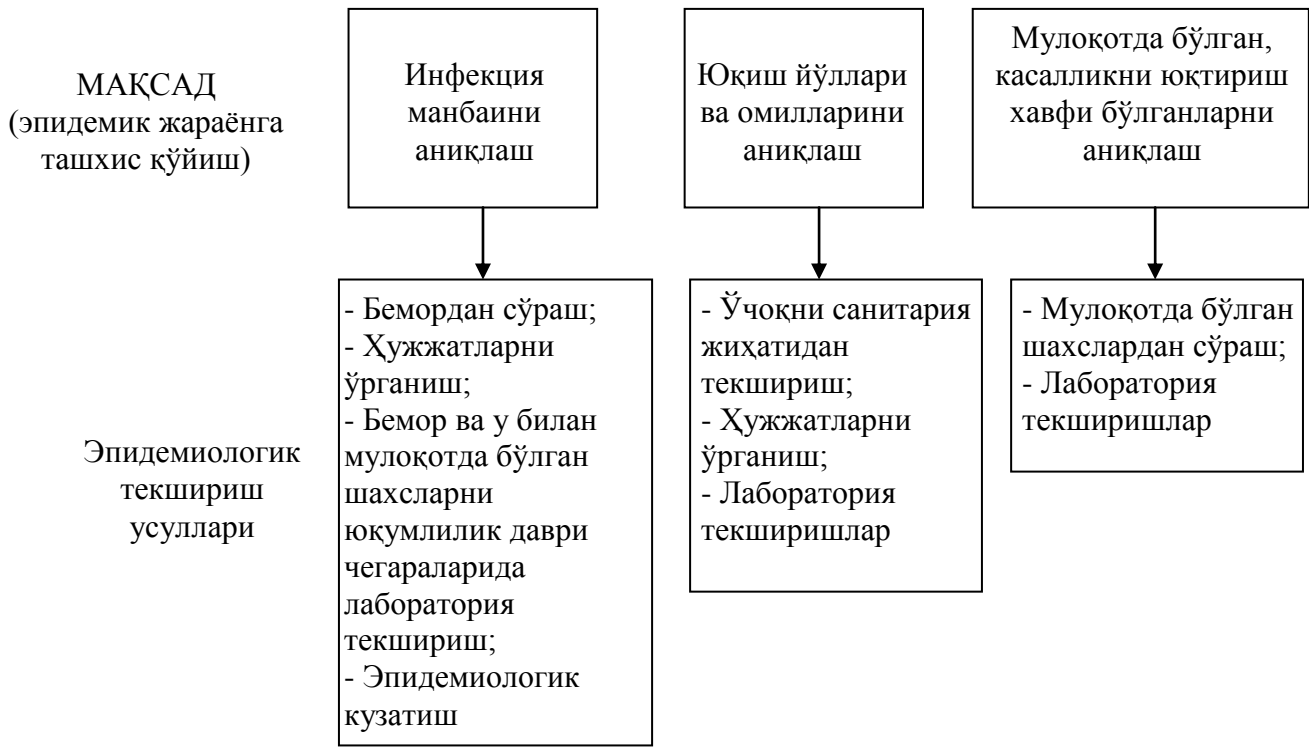 МАҚСАД
(эпидемик жараёнга
ташхис қўйиш)
Инфекция
манбаини
аниқлаш
Юқиш йўллари
ва омилларини
аниқлаш
Мулоқотда бўлган,
касалликни юқтириш
хавфи бўлганларни
аниқлаш
Эпидемиологик
текшириш
усуллари
- Бемордан сўраш;
- Ҳужжатларни
ўрганиш;
- Бемор ва у билан
мулоқотда бўлган
шахсларни
юқумлилик даври
чегараларида
лаборатория
текшириш;
- Эпидемиологик
кузатиш
- Ўчоқни санитария
жиҳатидан
текшириш;
- Ҳужжатларни
ўрганиш;
- Лаборатория
текширишлар
- Мулоқотда бўлган
шахслардан сўраш;
- Лаборатория
текширишлар